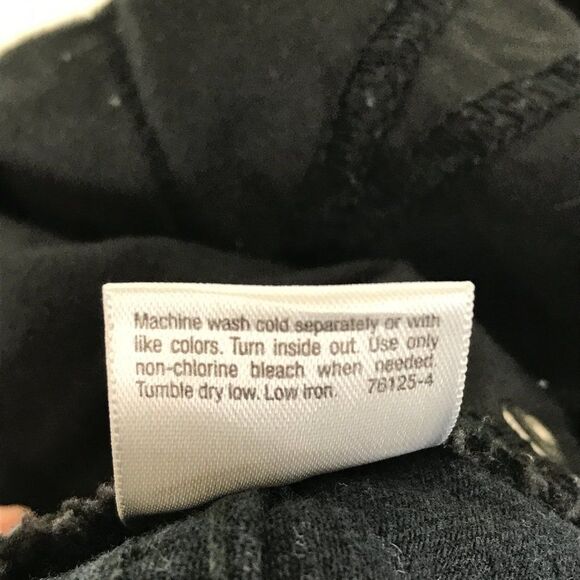 Machine wash cold separately or with
like colors. Turn inside out. Use only
non-chlorine bleach when needed.
Tumble dry low. Low iron. 76125-4